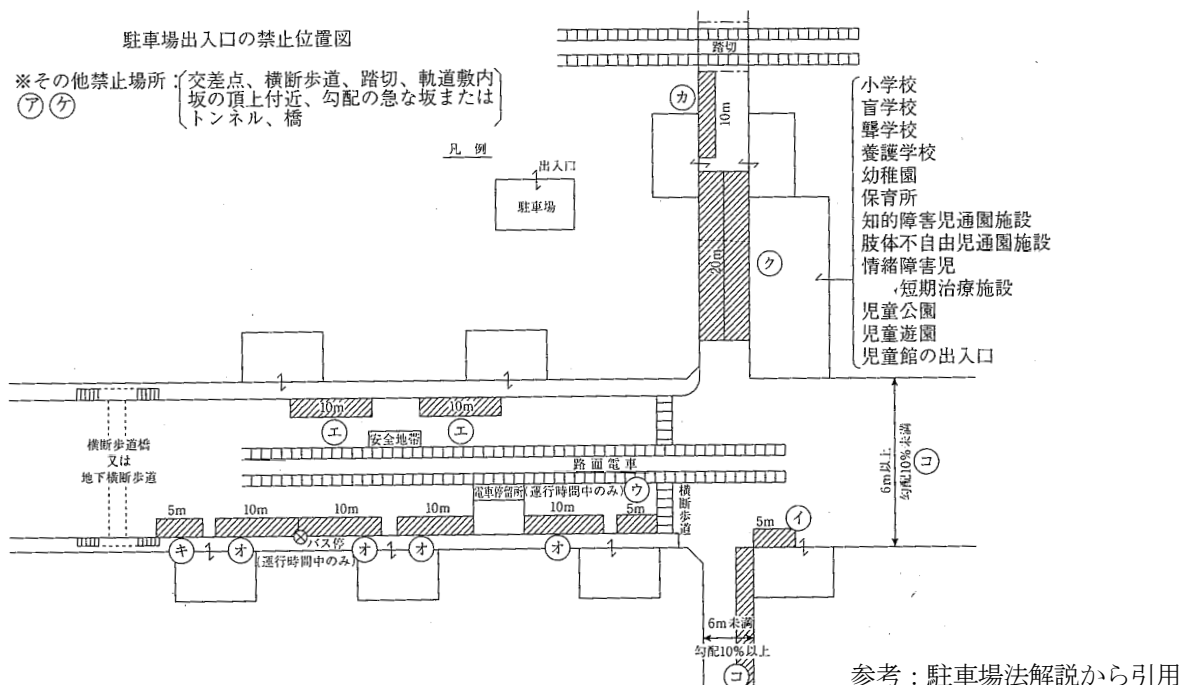 駐車場出入口の禁止位置図
※その他禁止場所：交差点、横断歩道、踏切、軌道敷内
坂の頂上付近、勾配の急な坂または
トンネル、橋
ア ケ
凡例
出入口
駐車場
踏切
カ
10m
20m
ク
小学校
盲学校
聾学校
養護学校
幼稚園
保育所
知的障害児通園施設
肢体不自由児通園施設
情緒障害児
短期治療施設
児童公園
児童遊園
児童館の出入口
10m
10m
エ
エ
安全地帯
横断歩道橋
又は
地下横断歩道
路面電車
電車停留所
(運行時間中のみ)
ウ
横断歩道
6m以上
勾配10%未満
コ
5m
10m
10m
10m
10m
5m
5m
イ
キ
オ
バス停
オ
オ
オ
(運行時間中のみ)
6m未満
勾配10%以上
コ
参考：駐車場法解説から引用